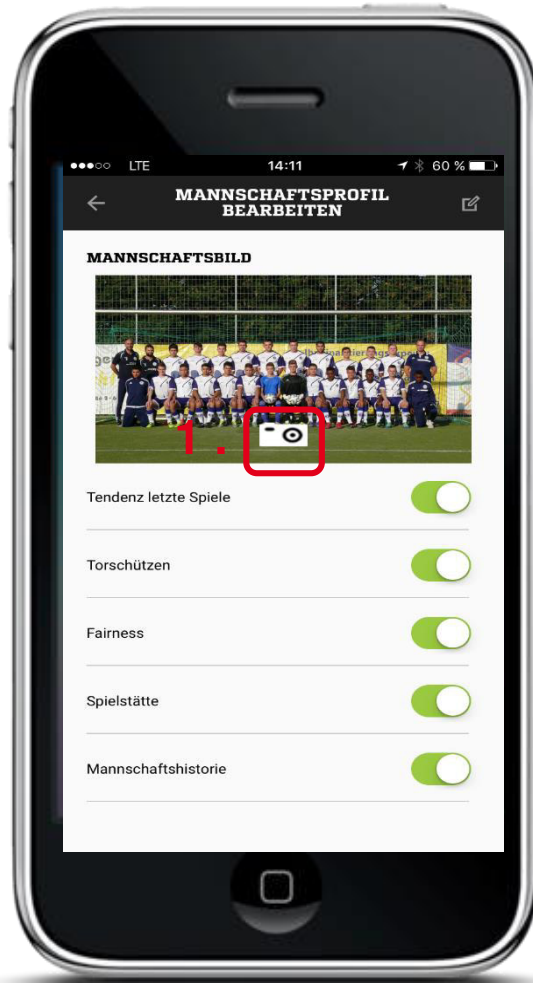 LTE 14:11 60 %
MANNSCHAFTSPROFIL
BEARBEITEN
MANNSCHAFTSBILD
1.
Tendenz letzte Spiele
Torschützen
Fairness
Spielstätte
Mannschaftshistorie